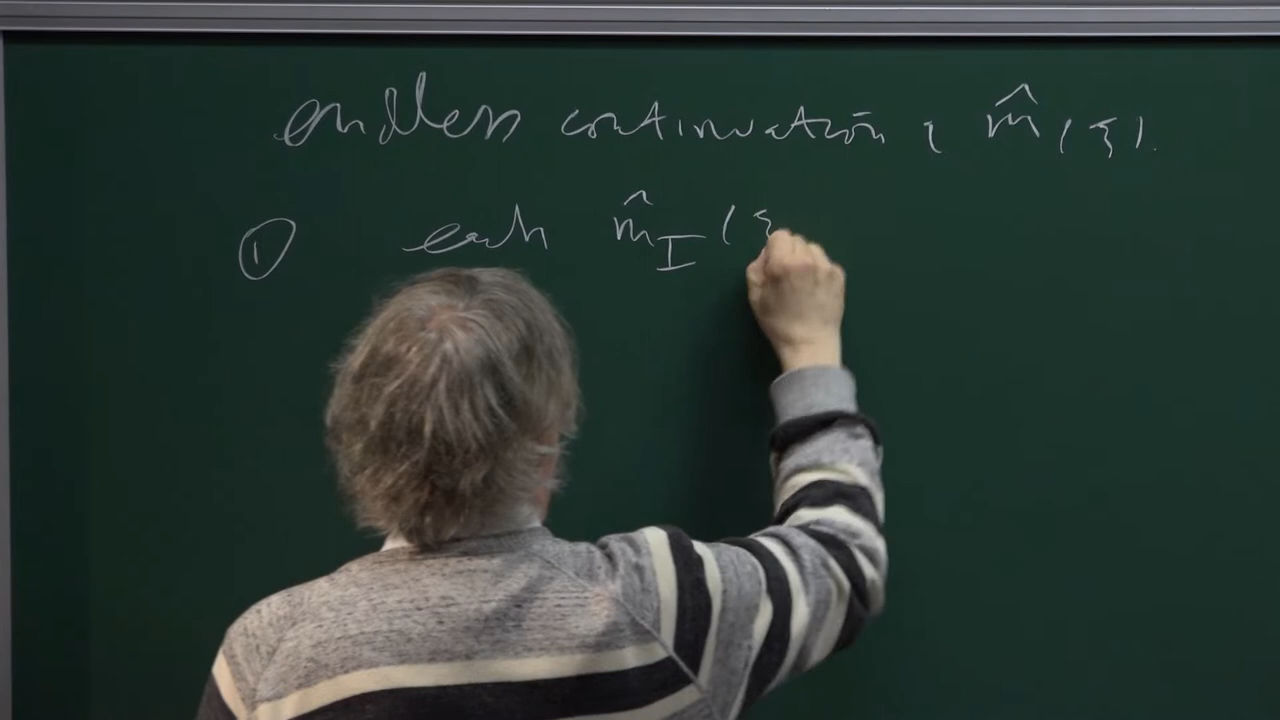 endless continuation of m̂(ξ).
① each m̂_I(ξ